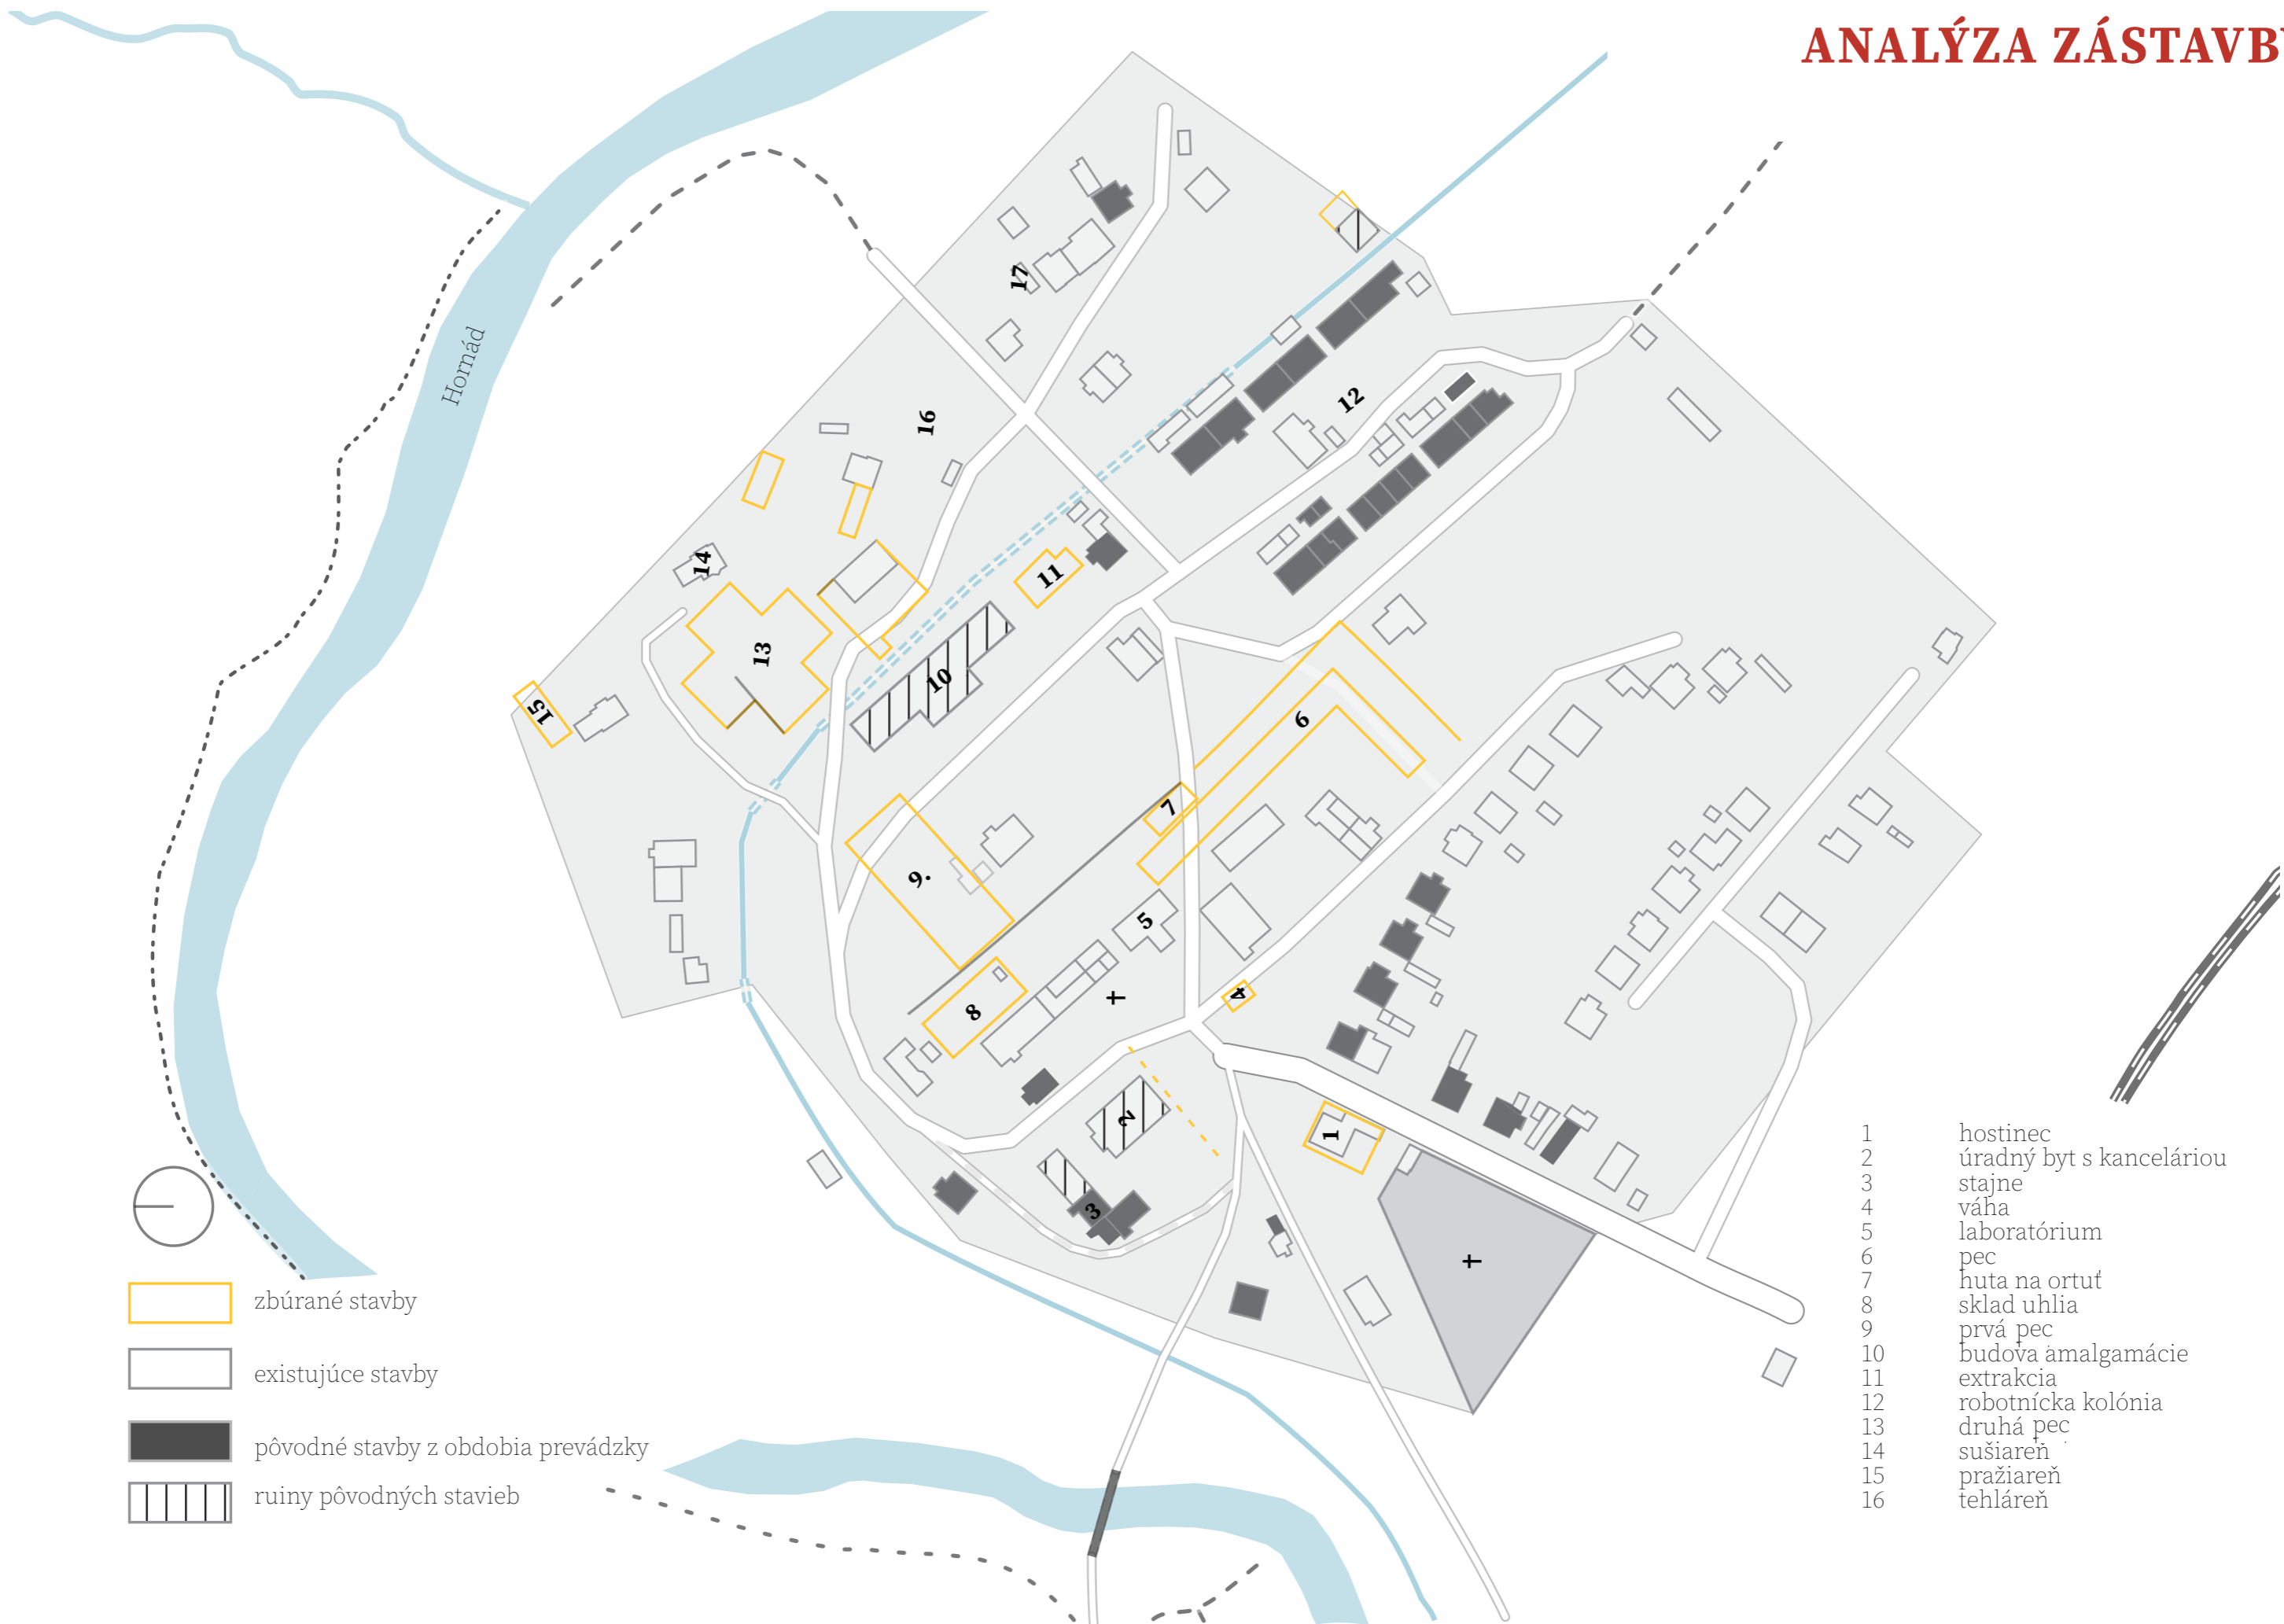 ANALÝZA ZÁSTAVB
Hornád
17
16
12
14
11
13
10
15
6
7
9.
5
4
8
2
1
3
zbúrané stavby
existujúce stavby
pôvodné stavby z obdobia prevádzky
ruiny pôvodných stavieb
1 hostinec
2 úradný byt s kanceláriou
3 stajne
4 váha
5 laboratórium
6 pec
7 huta na ortuť
8 sklad uhlia
9 prvá pec
10 budova amalgamácie
11 extrakcia
12 robotnícka kolónia
13 druhá pec
14 sušiareň
15 pražiareň
16 tehláreň